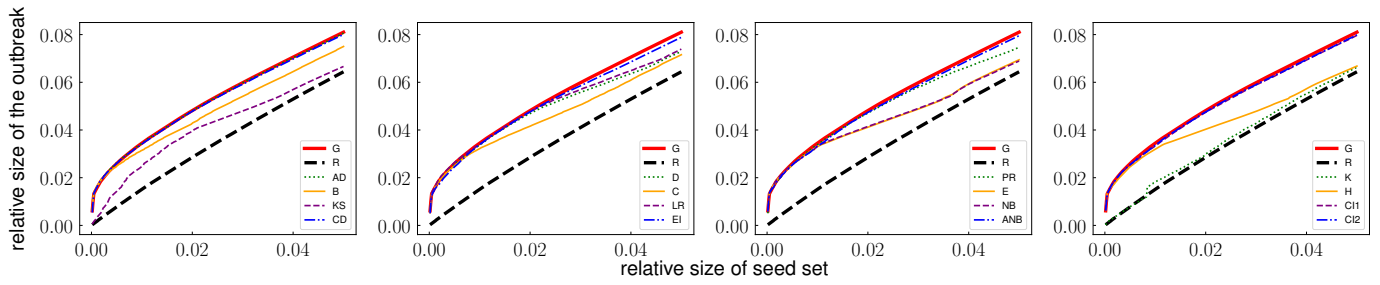 relative size of the outbreak
0.08
0.06
0.04
0.02
0.00
0.00 0.02 0.04
G
R
AD
B
KS
CD
0.08
0.06
0.04
0.02
0.00
0.00 0.02 0.04
G
R
D
C
LR
EI
0.08
0.06
0.04
0.02
0.00
0.00 0.02 0.04
G
R
PR
E
NB
ANB
0.08
0.06
0.04
0.02
0.00
0.00 0.02 0.04
G
R
K
H
CI1
CI2
relative size of seed set